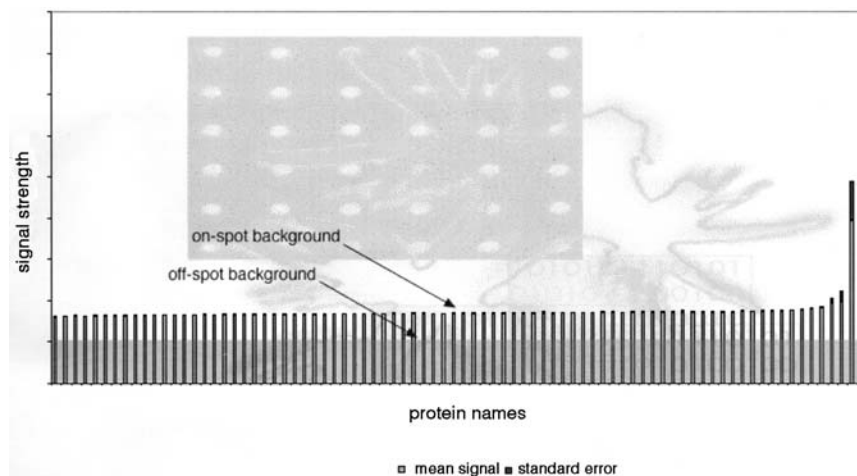 on-spot background
off-spot background
signal strength
protein names
mean signal
standard error